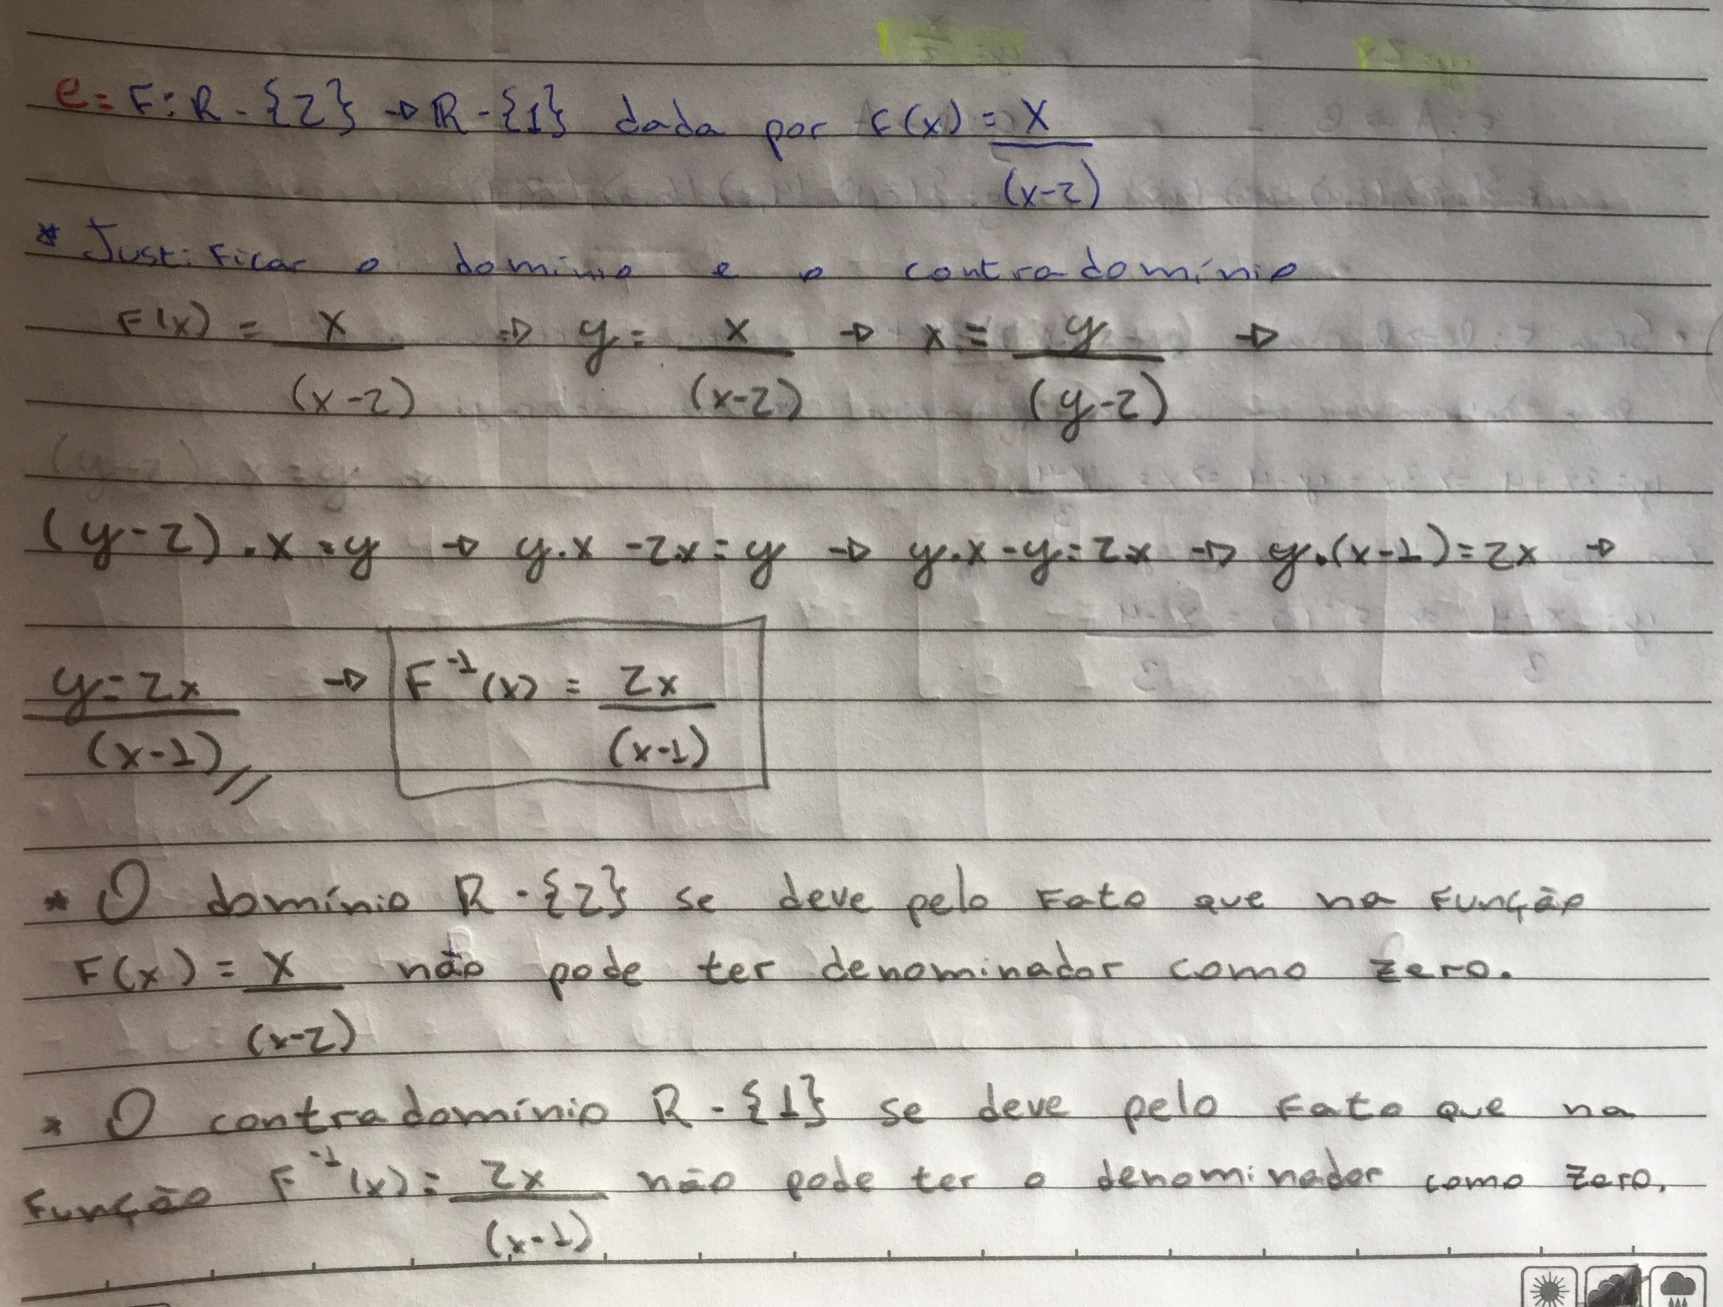 e= F: R - {2} → R - {1} dada por F(x) = x/(x-2)
* Justificar o domínio e o contradomínio
F(x) = x/(x-2) ⇒ y = x/(x-2) → x = y/(y-2) →
(y-2) . x = y → y.x - 2x = y → y.x - y = 2x → y.(x-1) = 2x →
y = 2x/(x-1) // → F⁻¹(x) = 2x/(x-1)
* O domínio R - {2} se deve pelo Fato que na Função
F(x) = x/(x-2) não pode ter denominador como zero.
* O contradomínio R - {1} se deve pelo Fato que na
Função F⁻¹(x) = 2x/(x-1) não pode ter o denominador como zero.